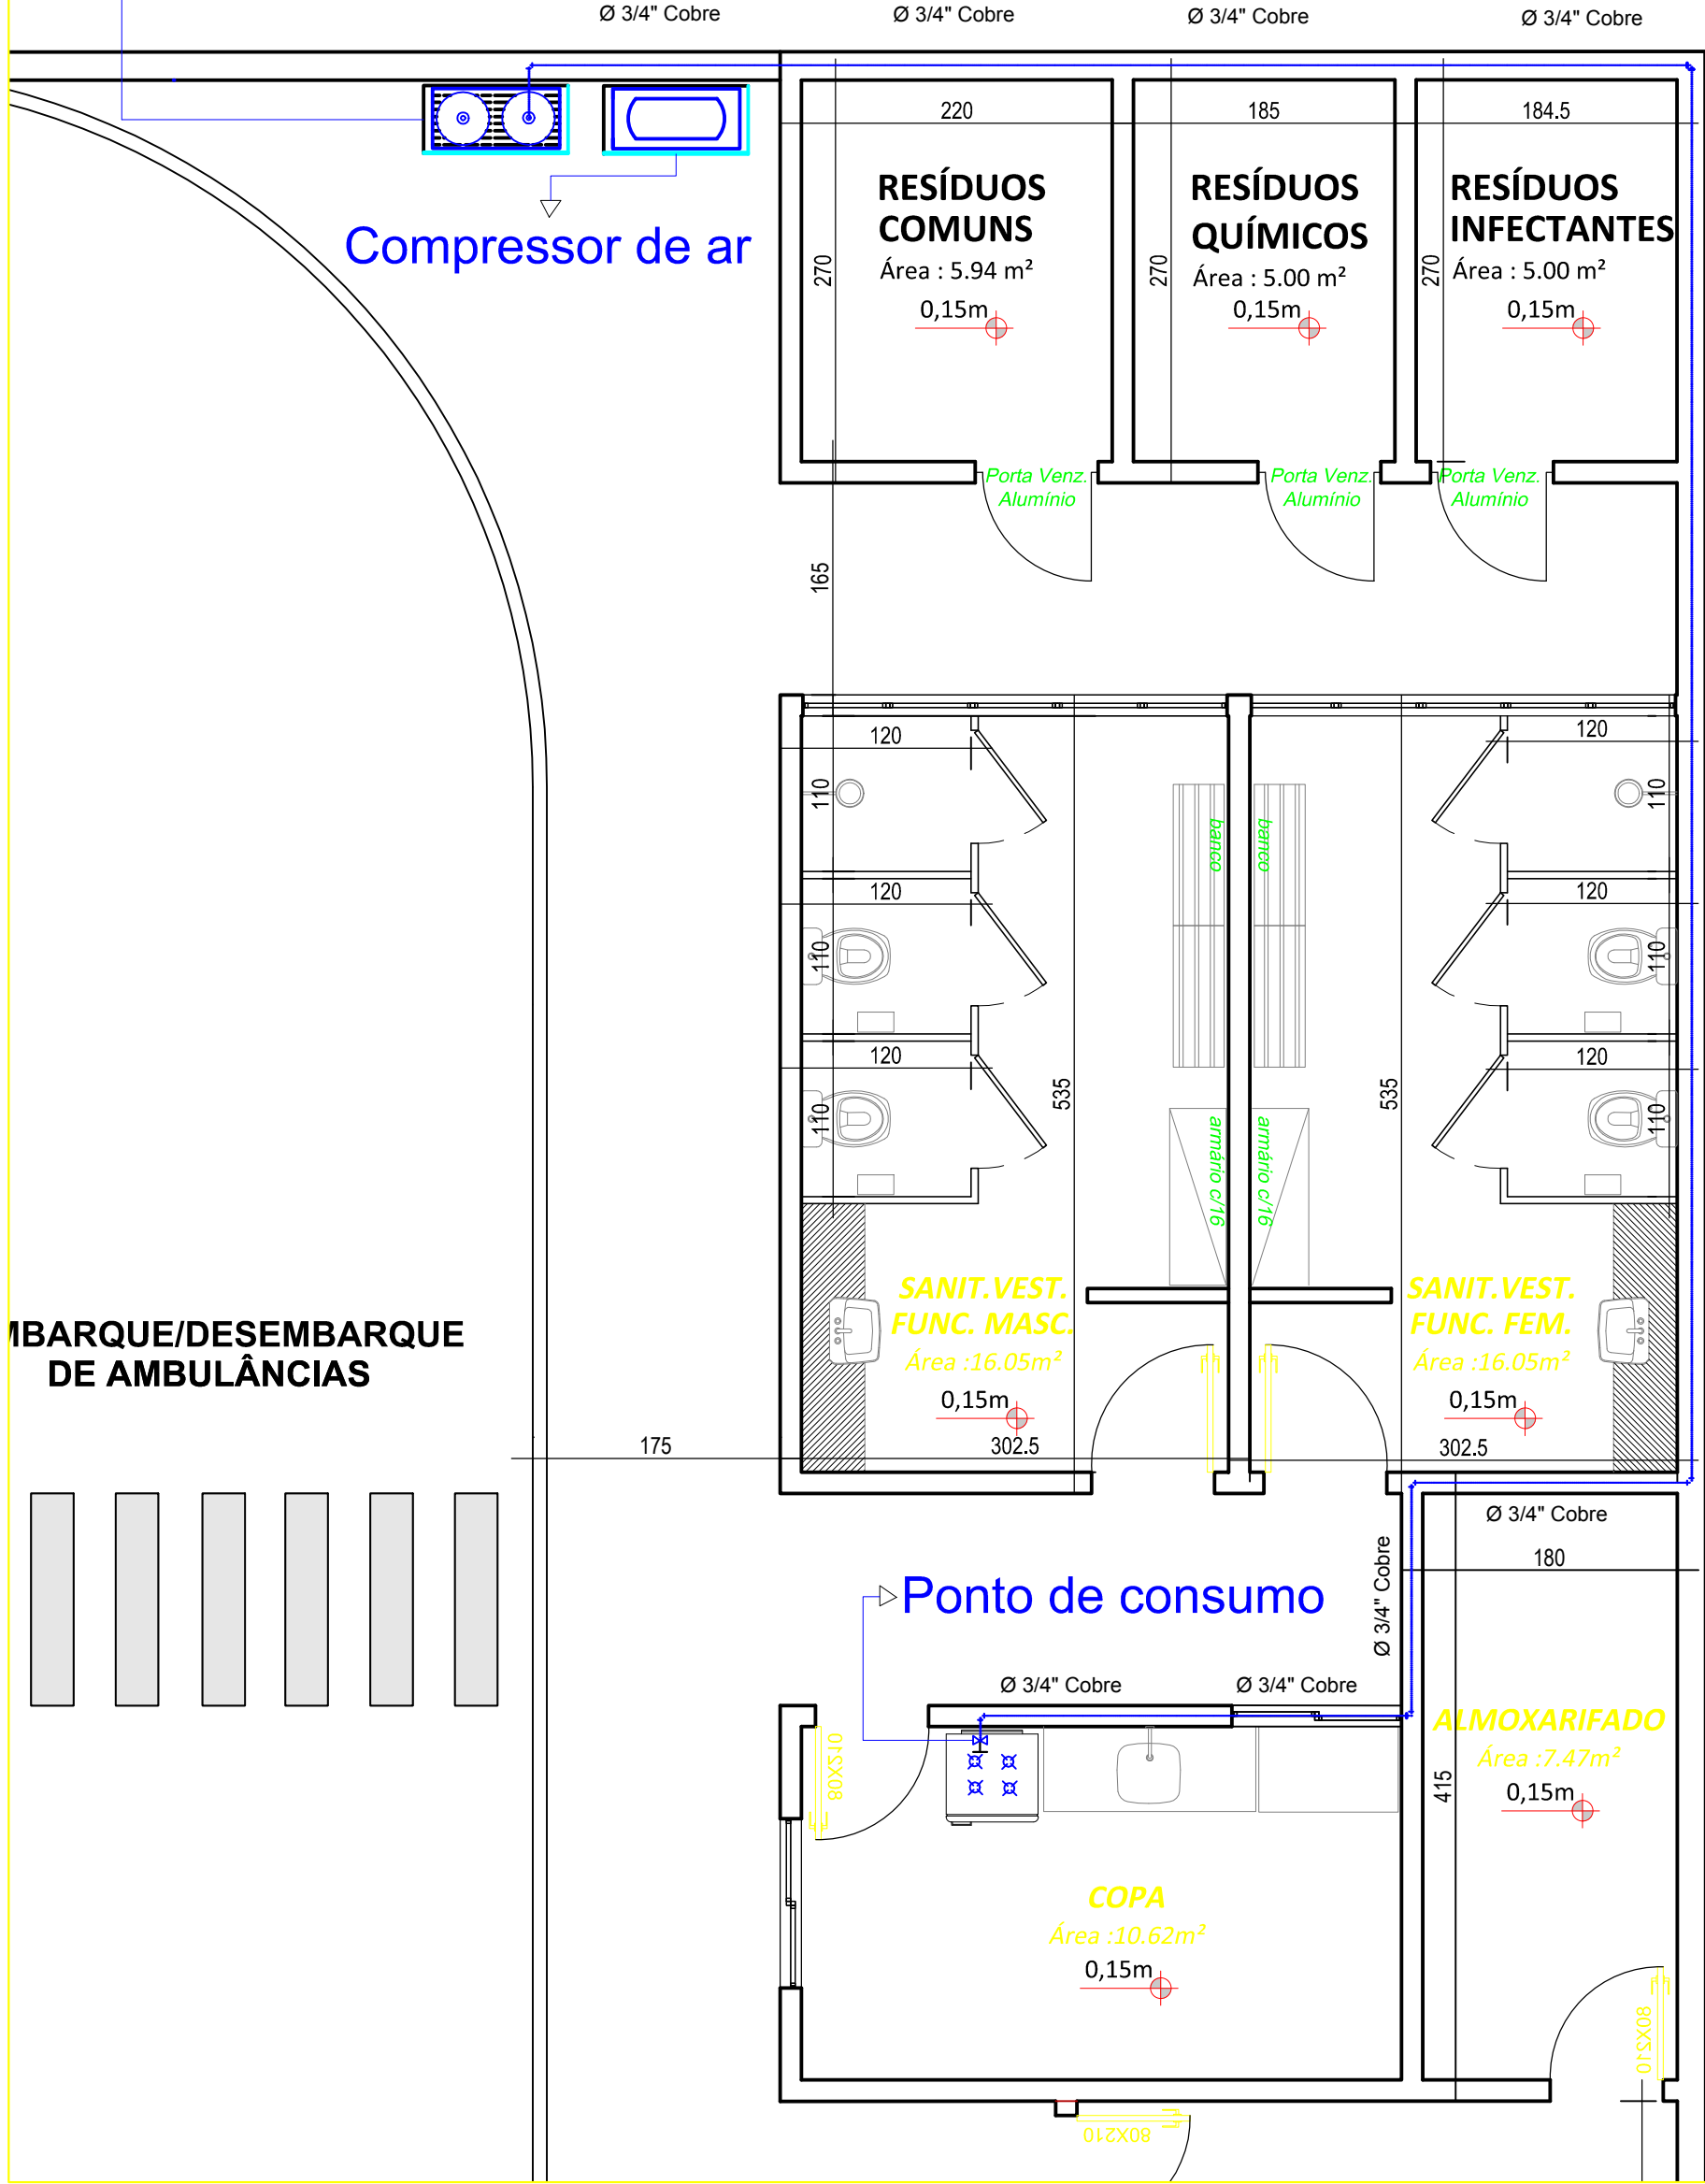 Ø 3/4" Cobre
Ø 3/4" Cobre
Ø 3/4" Cobre
Ø 3/4" Cobre
220
185
184.5
RESÍDUOS
COMUNS
Área : 5.94 m²
0,15m
RESÍDUOS
QUÍMICOS
Área : 5.00 m²
0,15m
RESÍDUOS
INFECTANTES
Área : 5.00 m²
0,15m
270
270
270
Compressor de ar
Porta Venz.
Alumínio
Porta Venz.
Alumínio
Porta Venz.
Alumínio
165
120
120
110
110
banco
banco
120
120
110
110
120
120
110
110
535
535
armário c/16
armário c/16
SANIT.VEST.
FUNC. MASC.
Área :16.05m²
0,15m
SANIT.VEST.
FUNC. FEM.
Área :16.05m²
0,15m
MBARQUE/DESEMBARQUE
DE AMBULÂNCIAS
175
302.5
302.5
Ø 3/4" Cobre
180
Ø 3/4" Cobre
Ponto de consumo
Ø 3/4" Cobre
Ø 3/4" Cobre
80X210
ALMOXARIFADO
Área :7.47m²
0,15m
415
COPA
Área :10.62m²
0,15m
80X210
80X210